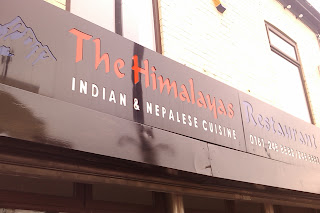 The Himalayas Restaurant
INDIAN & NEPALESE CUISINE